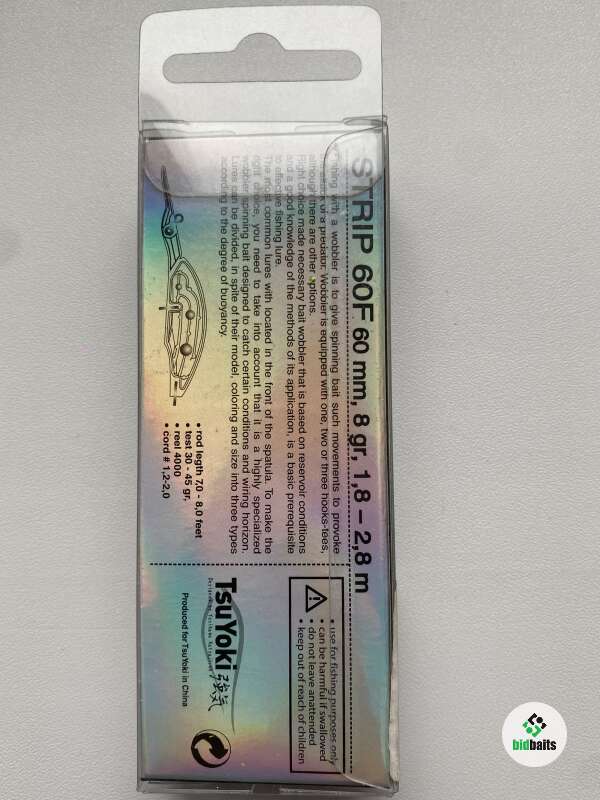 STRIP 60F 60 mm, 8 gr, 1,8 – 2,8 m
Fishing with a wobbler is to give spinning bait such movements to provoke
attack of a predator. Wobbler is equipped with one, two or three hooks-tees,
although there are other options.
Right choice made necessary bait wobbler that is based on reservoir conditions
and a good knowledge of the methods of its application, is a basic prerequisite
to effective fishing lure.
The most common lures with located in the front of the spatula. To make the
right choice, you need to take into account that it is a highly specialized
wobbler spinning bait designed to catch certain conditions and wiring horizon.
Lures can be divided, in spite of their model, coloring and size into three types
according to the degree of buoyancy.
• rod legth 7,0 - 8,0 feet
• test 30 - 45 gr.
• reel 4000
• cord # 1,2-2,0
• use for fishing purposes only
• can be harmful if swallowed
• do not leave anattended
• keep out of reach of children
TsuYoki 強気
Produced for TsuYoki in China
bidbaits